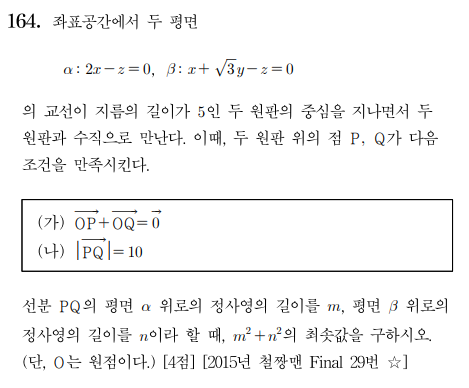 164. 좌표공간에서 두 평면
α : 2x−z=0, β : x+√3y−z=0
의 교선이 지름의 길이가 5인 두 원판의 중심을 지나면서 두
원판과 수직으로 만난다. 이때, 두 원판 위의 점 P, Q가 다음
조건을 만족시킨다.
(가) \overrightarrow{OP}+\overrightarrow{OQ}=\vec{0}
(나) |\overrightarrow{PQ}|=10
선분 PQ의 평면 α 위로의 정사영의 길이를 m, 평면 β 위로의
정사영의 길이를 n이라 할 때, m²+n²의 최솟값을 구하시오.
(단, O는 원점이다.) [4점] [2015년 철짱맨 Final 29번 ☆]